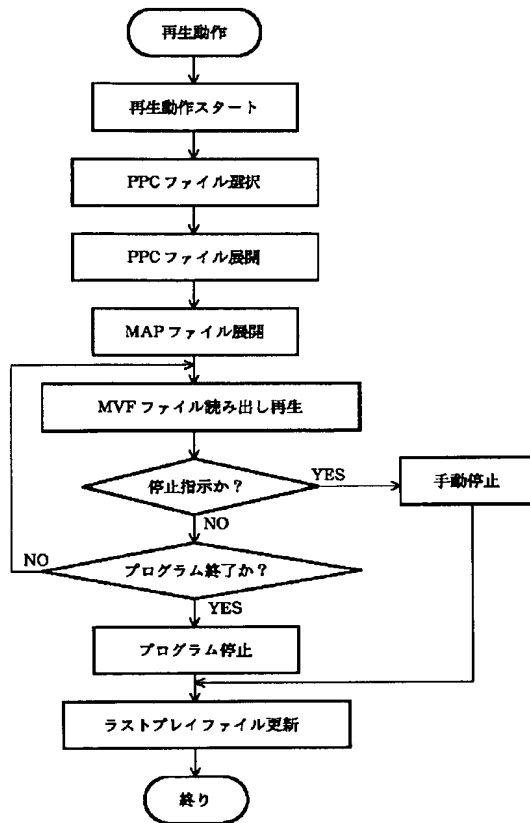 再生動作
再生動作スタート
PPCファイル選択
PPCファイル展開
MAPファイル展開
MVFファイル読み出し再生
停止指示か？
YES
手動停止
NO
プログラム終了か？
NO
YES
プログラム停止
ラストプレイファイル更新
終り